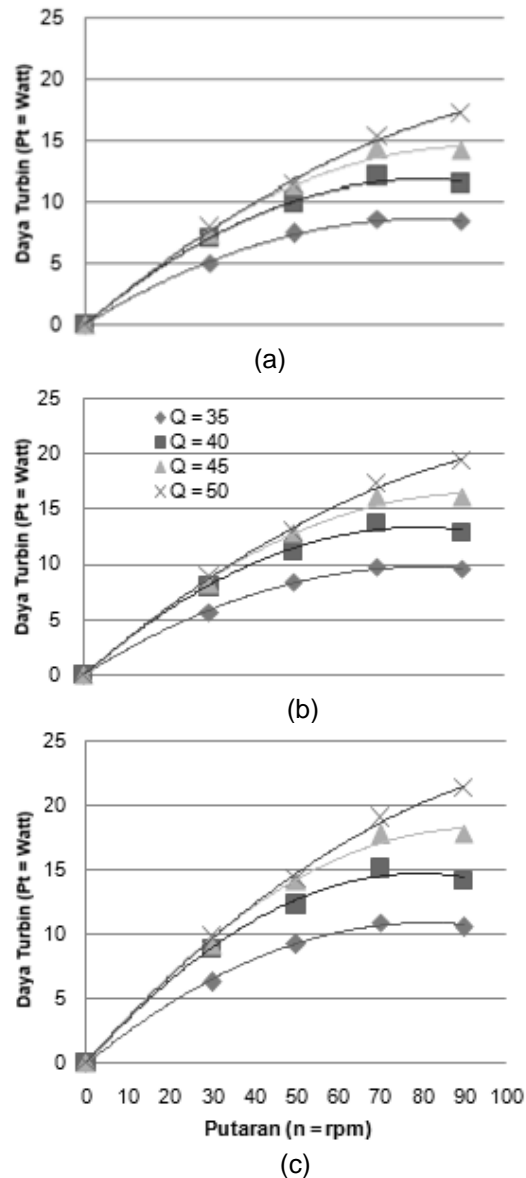 25
20
15
10
5
0
Daya Turbin (Pt = Watt)
(a)
25
20
15
10
5
0
Daya Turbin (Pt = Watt)
Q = 35
Q = 40
Q = 45
Q = 50
(b)
25
20
15
10
5
0
Daya Turbin (Pt = Watt)
0 10 20 30 40 50 60 70 80 90 100
Putaran (n = rpm)
(c)